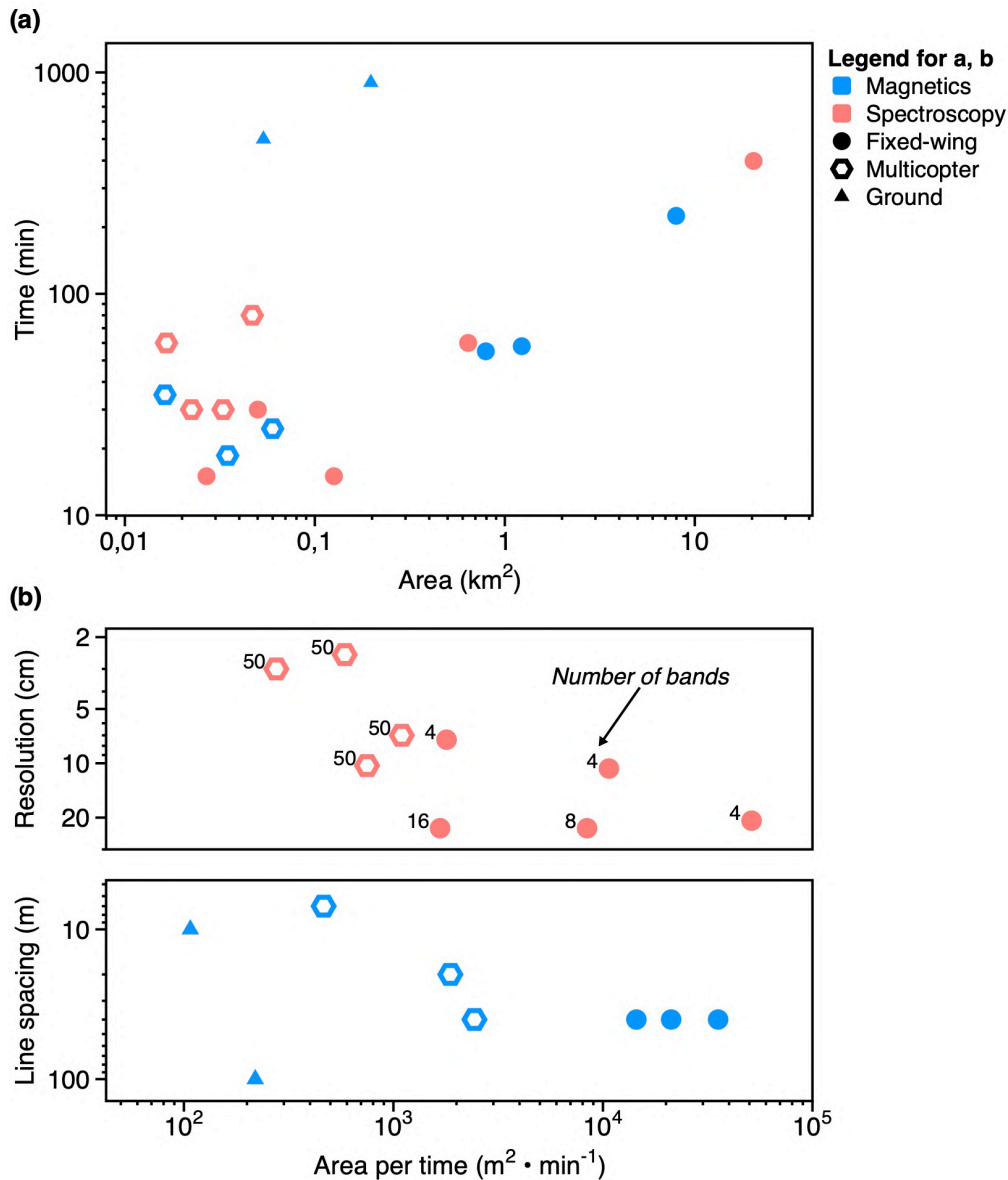 (a)
1000
100
10
Time (min)
0,01 0,1 1 10
Area (km²)
Legend for a, b
Magnetics
Spectroscopy
Fixed-wing
Multicopter
Ground
(b)
2
5
10
20
Resolution (cm)
50
50
50
4
50
16
4
8
4
Number of bands
10
100
Line spacing (m)
10² 10³ 10⁴ 10⁵
Area per time (m² • min⁻¹)